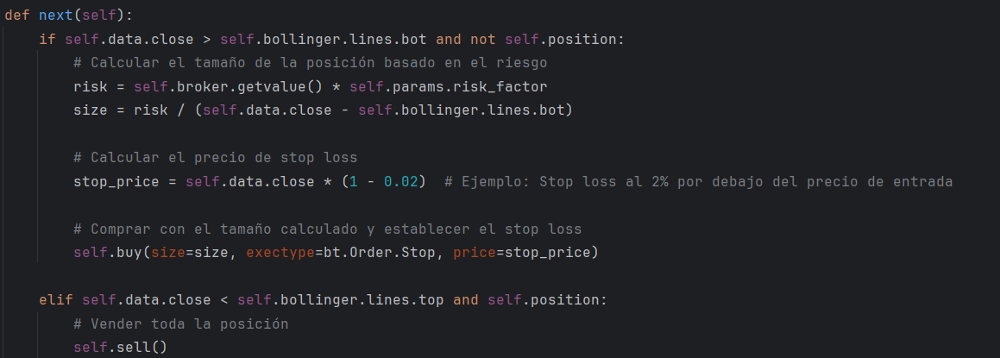 def next(self):
    if self.data.close > self.bollinger.lines.bot and not self.position:
        # Calcular el tamaño de la posición basado en el riesgo
        risk = self.broker.getvalue() * self.params.risk_factor
        size = risk / (self.data.close - self.bollinger.lines.bot)

        # Calcular el precio de stop loss
        stop_price = self.data.close * (1 - 0.02)  # Ejemplo: Stop loss al 2% por debajo del precio de entrada

        # Comprar con el tamaño calculado y establecer el stop loss
        self.buy(size=size, exectype=bt.Order.Stop, price=stop_price)

    elif self.data.close < self.bollinger.lines.top and self.position:
        # Vender toda la posición
        self.sell()